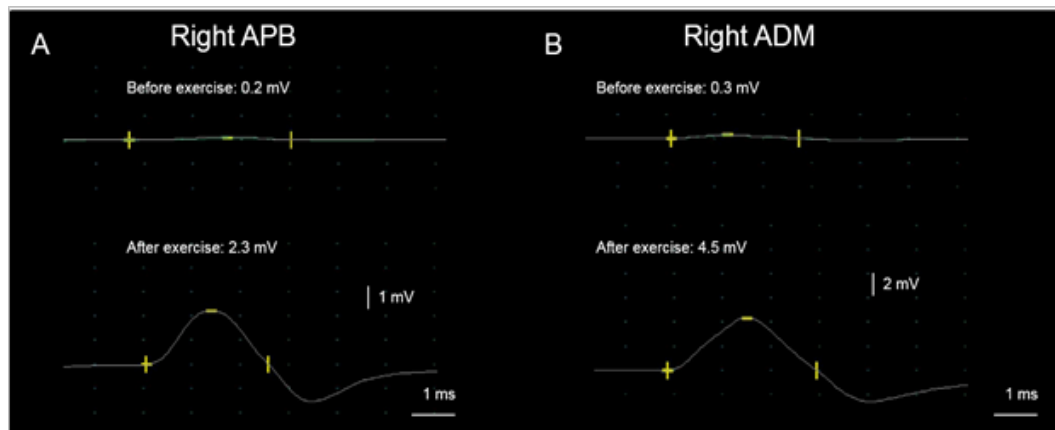 A
Right APB
Before exercise: 0.2 mV
After exercise: 2.3 mV
1 mV
1 ms
B
Right ADM
Before exercise: 0.3 mV
After exercise: 4.5 mV
2 mV
1 ms